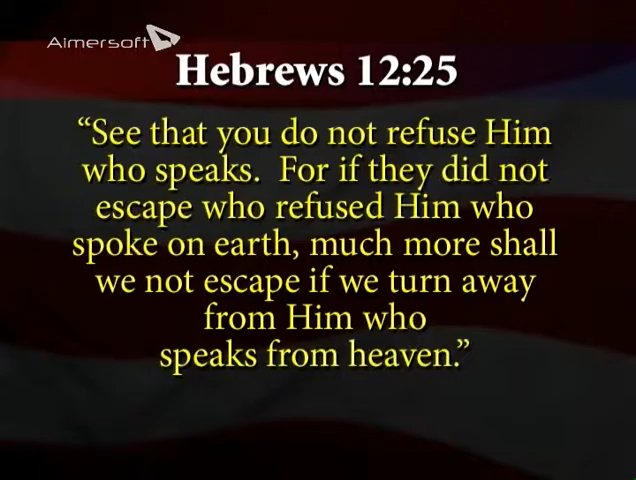 Aimersoft
Hebrews 12:25
“See that you do not refuse Him
who speaks.  For if they did not
escape who refused Him who
spoke on earth, much more shall
we not escape if we turn away
from Him who
speaks from heaven.”